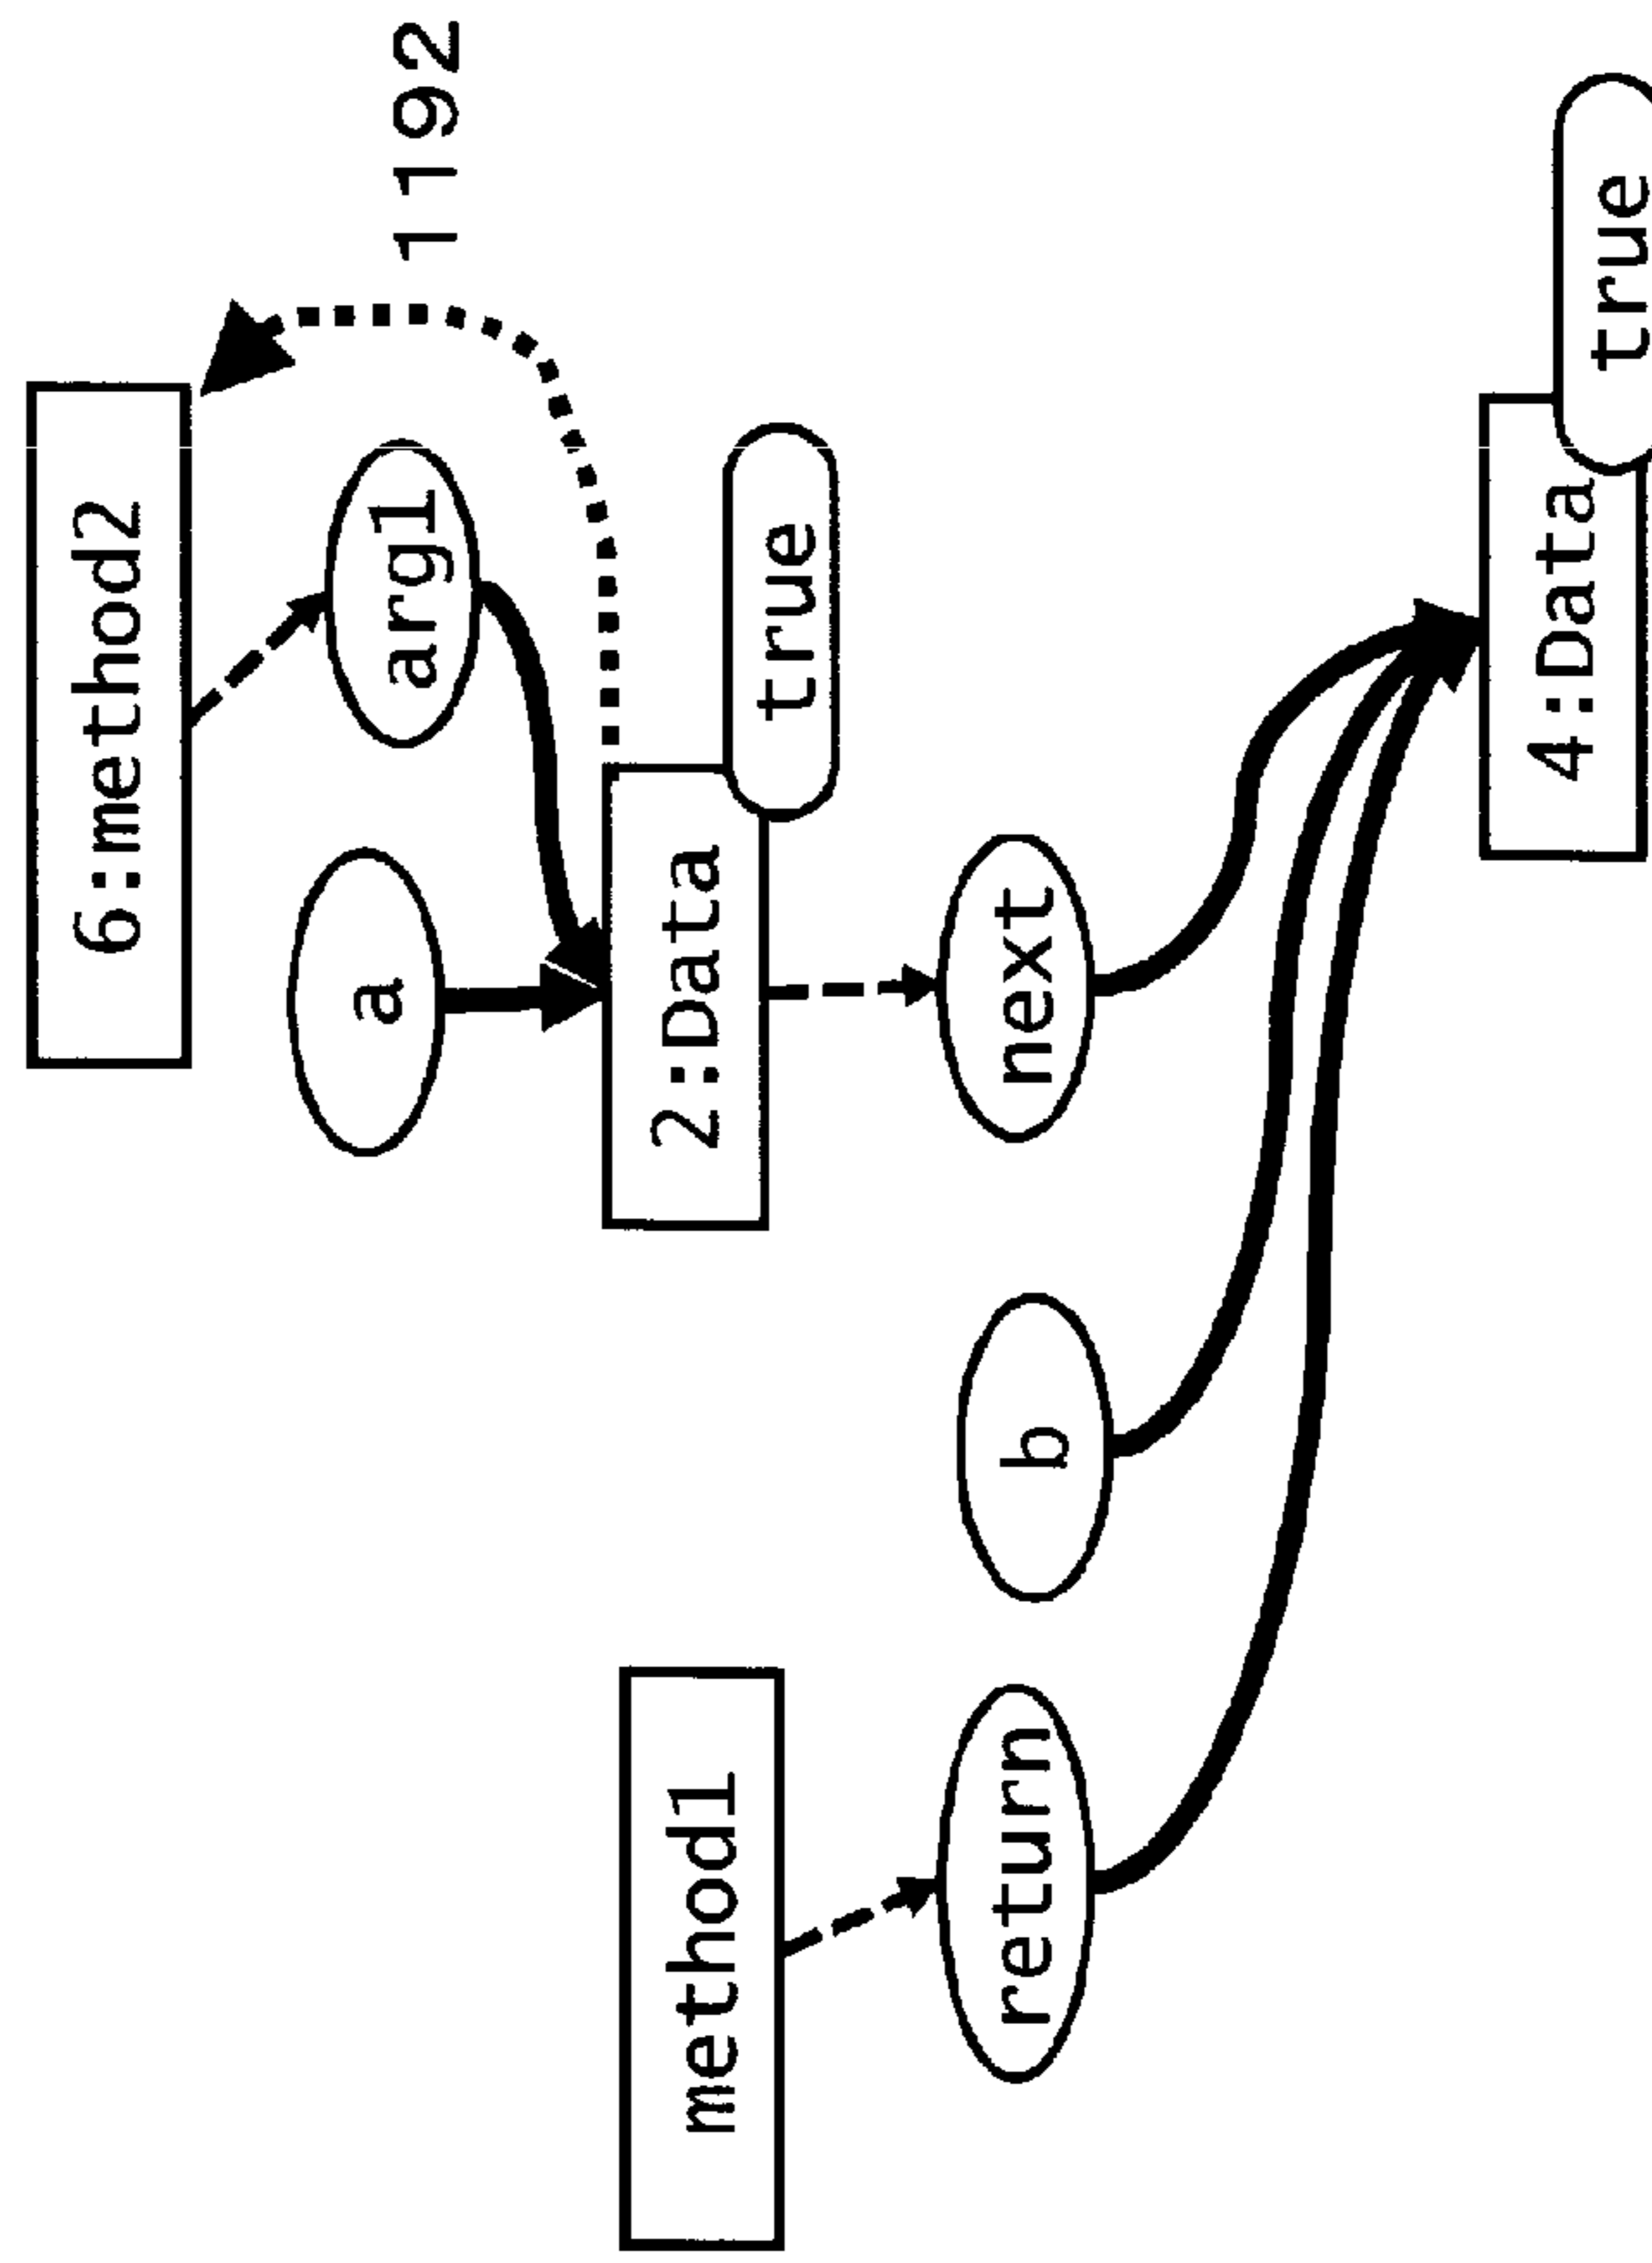 6:method2
1192
a
arg1
2:Data
true
method1
return
b
next
4:Data
true